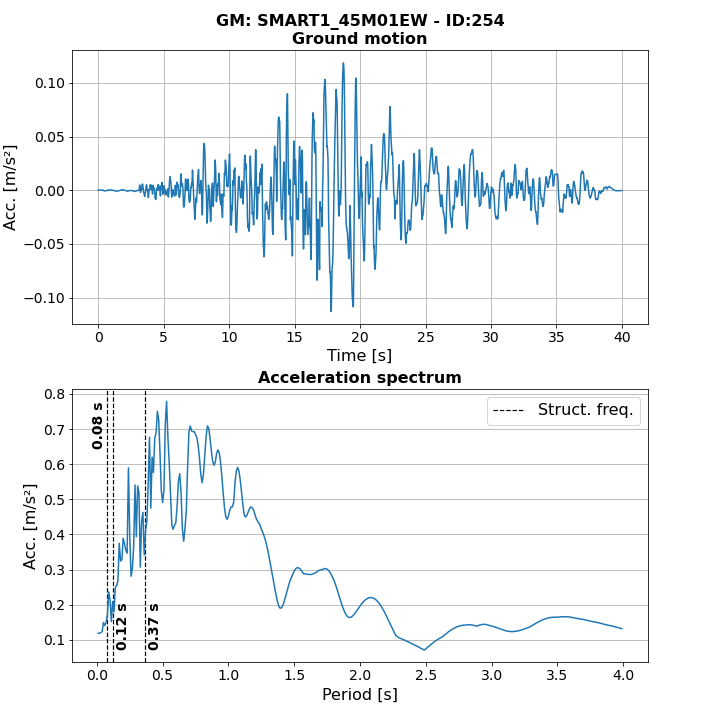 GM: SMART1_45M01EW - ID:254
Ground motion
Acc. [m/s²]
0.10
0.05
0.00
−0.05
−0.10
0 5 10 15 20 25 30 35 40
Time [s]
Acceleration spectrum
Acc. [m/s²]
0.8
0.7
0.6
0.5
0.4
0.3
0.2
0.1
0.08 s
0.12 s
0.37 s
Struct. freq.
0.0 0.5 1.0 1.5 2.0 2.5 3.0 3.5 4.0
Period [s]